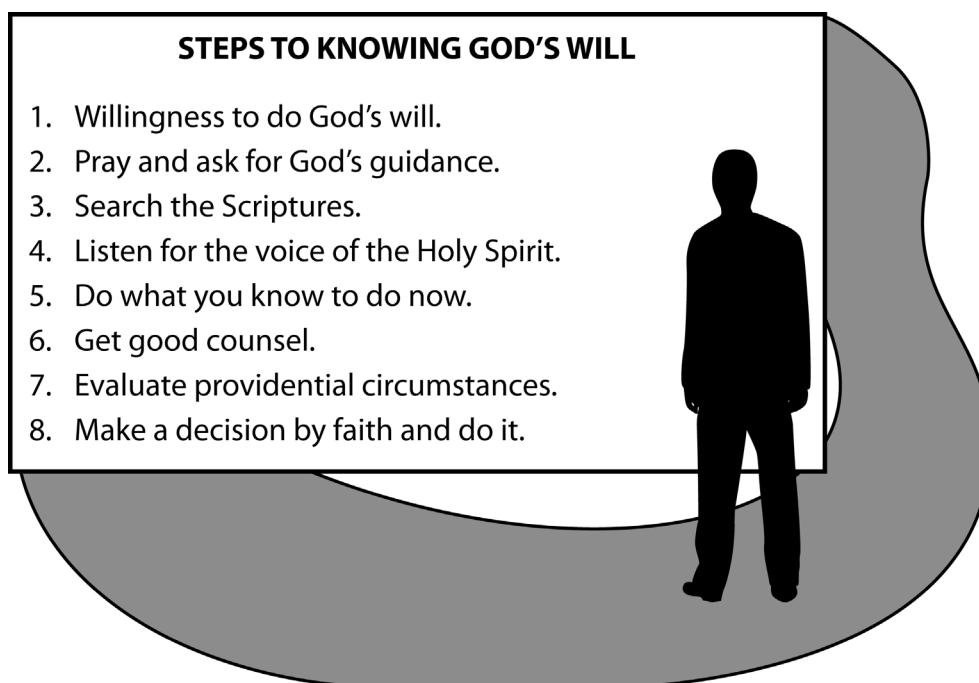 STEPS TO KNOWING GOD’S WILL
1. Willingness to do God’s will.
2. Pray and ask for God’s guidance.
3. Search the Scriptures.
4. Listen for the voice of the Holy Spirit.
5. Do what you know to do now.
6. Get good counsel.
7. Evaluate providential circumstances.
8. Make a decision by faith and do it.